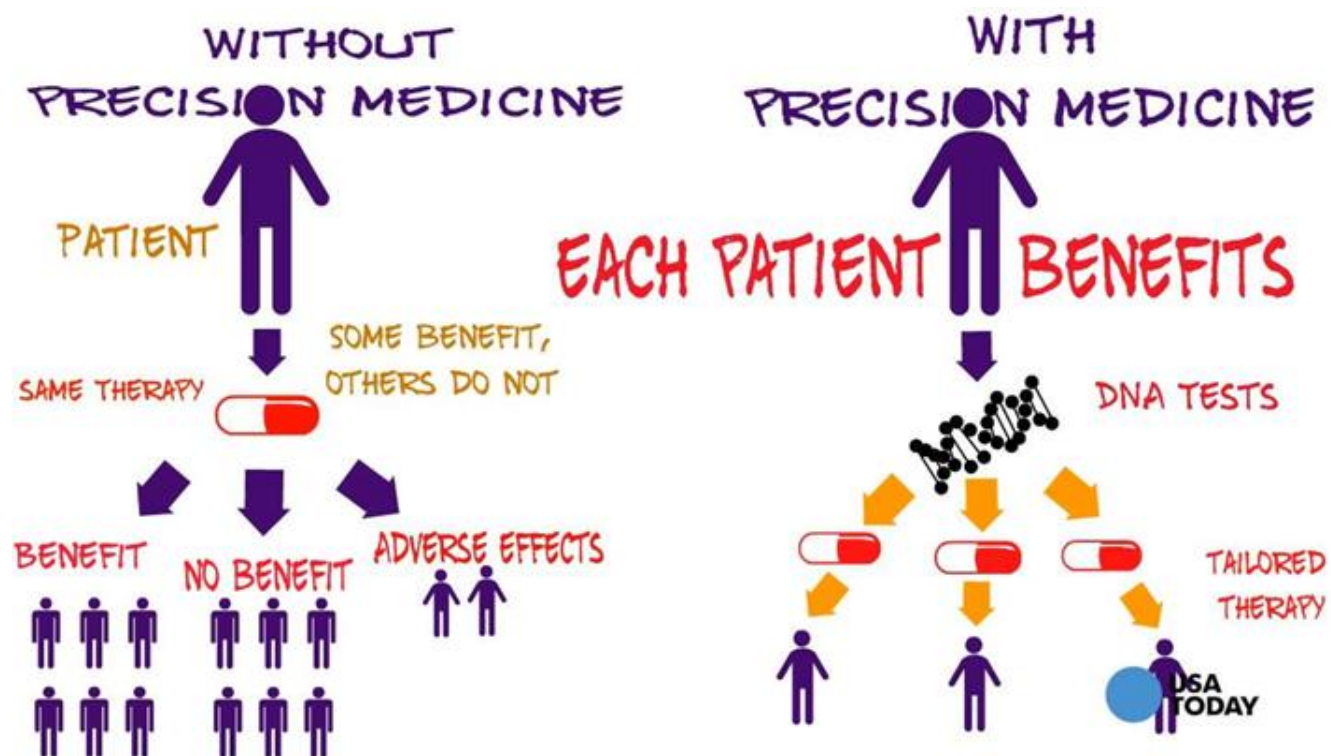 WITHOUT
PRECISION MEDICINE
PATIENT
SAME THERAPY
SOME BENEFIT,
OTHERS DO NOT
BENEFIT
NO BENEFIT
ADVERSE EFFECTS
WITH
PRECISION MEDICINE
EACH PATIENT BENEFITS
DNA TESTS
TAILORED
THERAPY
USA
TODAY